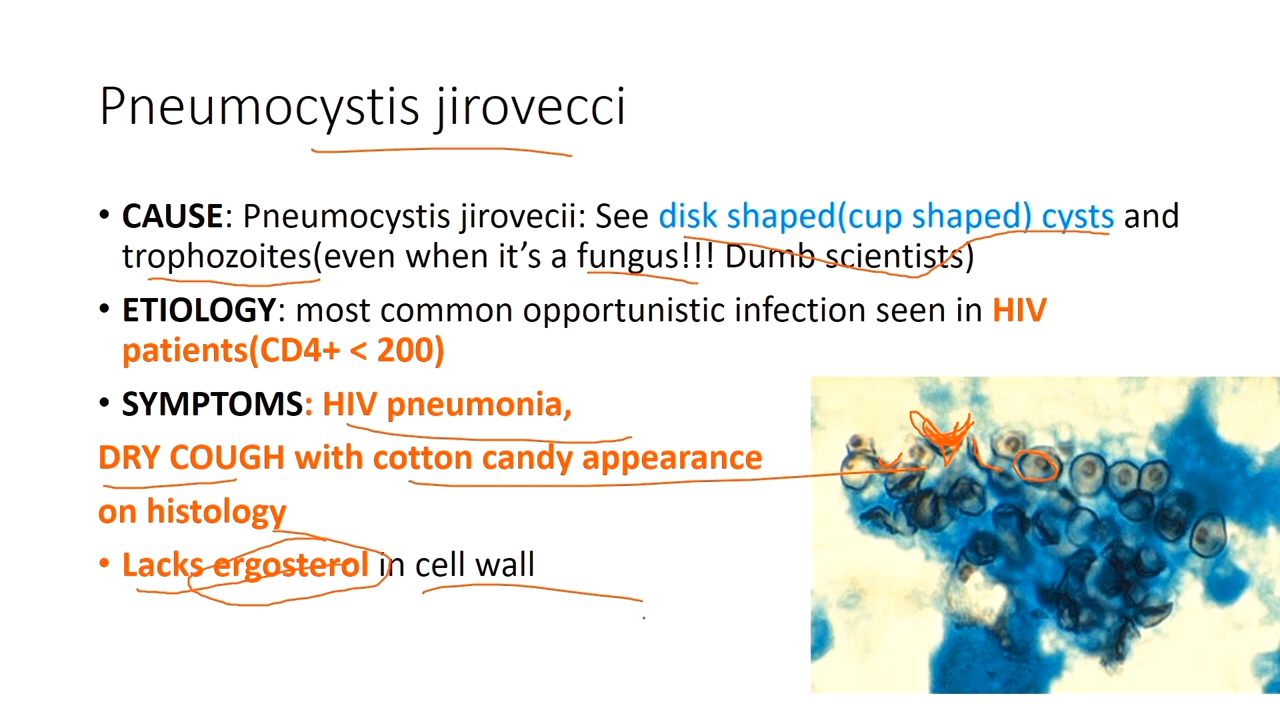 Pneumocystis jirovecci
• CAUSE: Pneumocystis jirovecii: See disk shaped(cup shaped) cysts and
trophozoites(even when it’s a fungus!!! Dumb scientists)
• ETIOLOGY: most common opportunistic infection seen in HIV
patients(CD4+ < 200)
• SYMPTOMS: HIV pneumonia,
DRY COUGH with cotton candy appearance
on histology
• Lacks ergosterol in cell wall